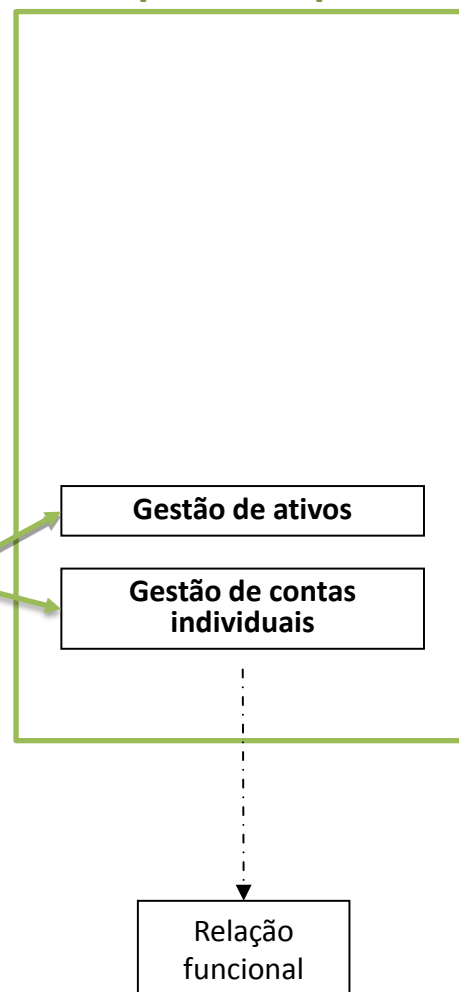 Gestão de ativos
Gestão de contas
individuais
Relação
funcional